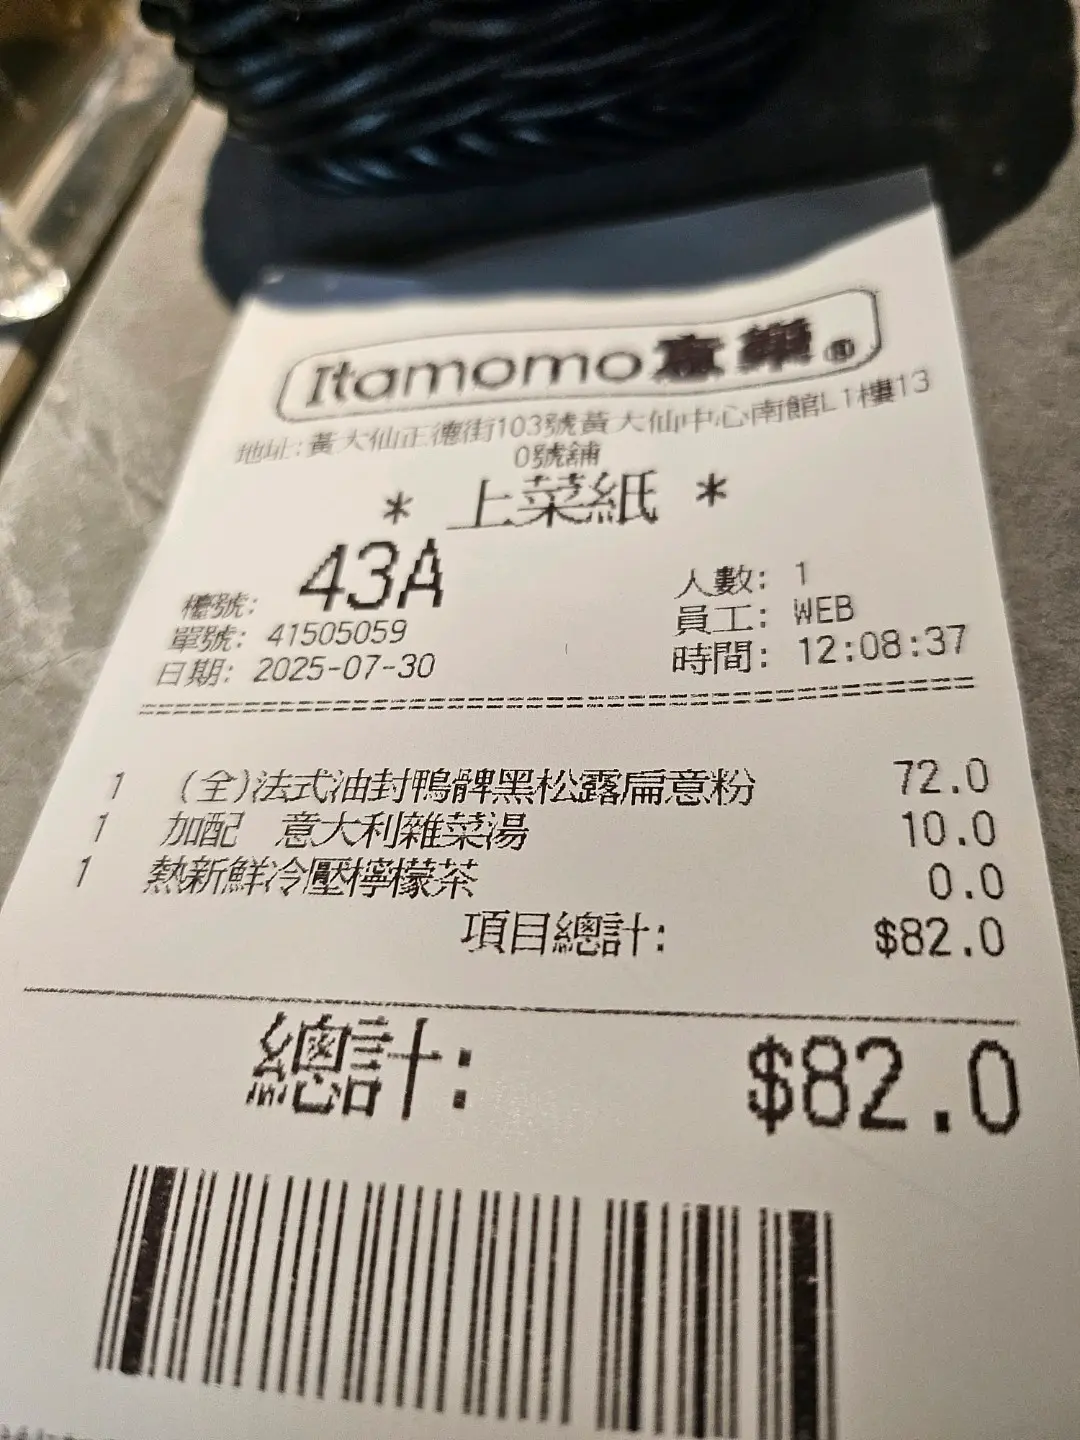 Itamomo意樂®
地址:黃大仙正德街103號黃大仙中心南館L1樓13
0號舖
* 上菜紙 *
檯號: 43A
人數: 1
單號: 41505059
員工: WEB
日期: 2025-07-30
時間: 12:08:37
1 (全)法式油封鴨髀黑松露扁意粉 72.0
1 加配 意大利雜菜湯 10.0
1 熱新鮮冷壓檸檬茶 0.0
項目總計: $82.0
總計: $82.0